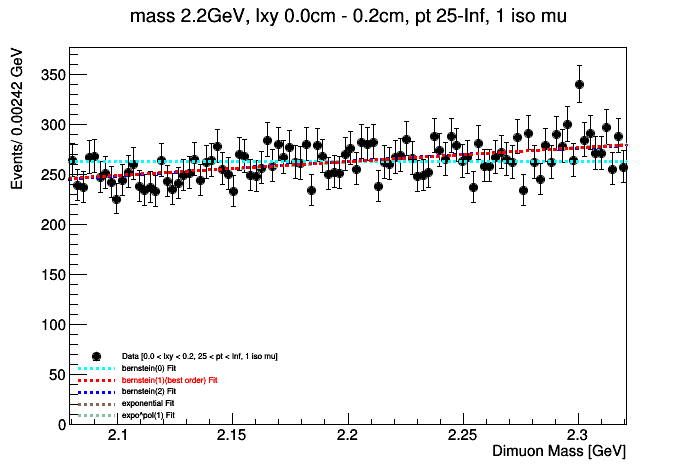 mass 2.2GeV, lxy 0.0cm - 0.2cm, pt 25-Inf, 1 iso mu
Events/ 0.00242 GeV
350
300
250
200
150
100
50
0
Data [0.0 < lxy < 0.2, 25 < pt < Inf, 1 iso mu]
bernstein(0) Fit
bernstein(1)(best order) Fit
bernstein(2) Fit
exponential Fit
expo*pol(1) Fit
2.1 2.15 2.2 2.25 2.3
Dimuon Mass [GeV]